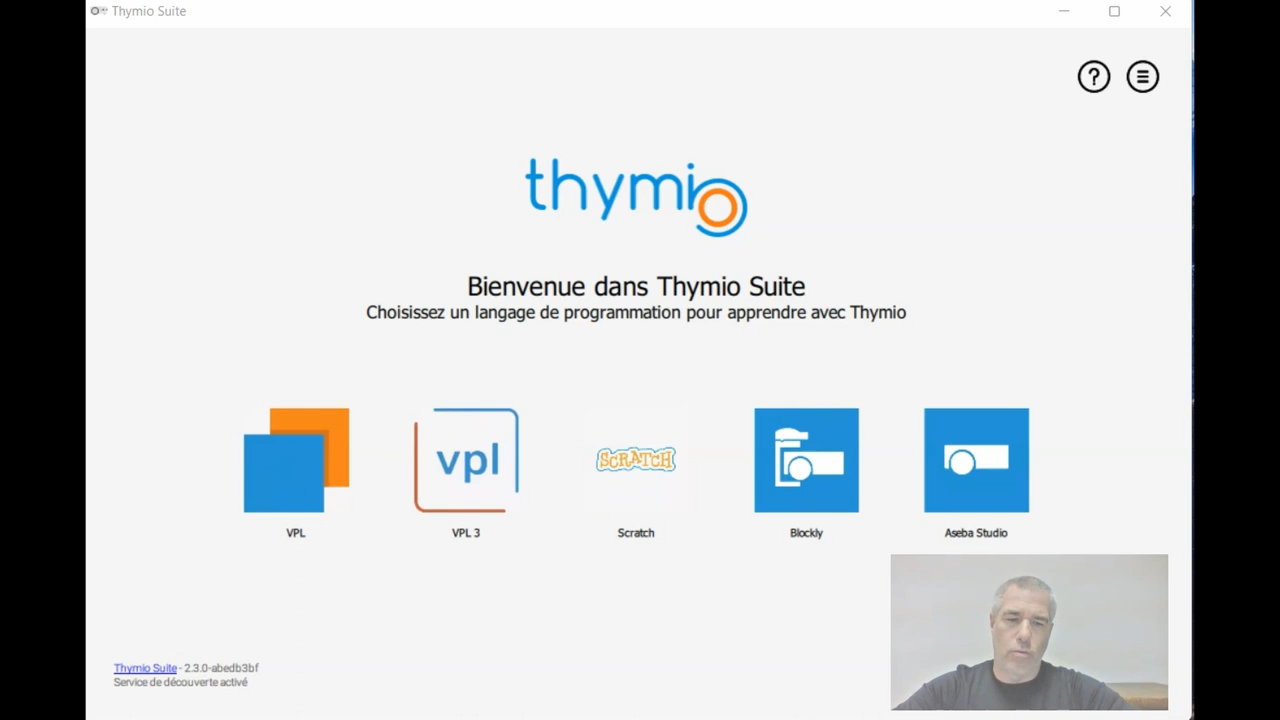 Thymio Suite
thymio
Bienvenue dans Thymio Suite
Choisissez un langage de programmation pour apprendre avec Thymio
vpl
SCRATCH
VPL
VPL 3
Scratch
Blockly
Aseba Studio
Thymio Suite - 2.3.0-abedb3bf
Service de découverte activé